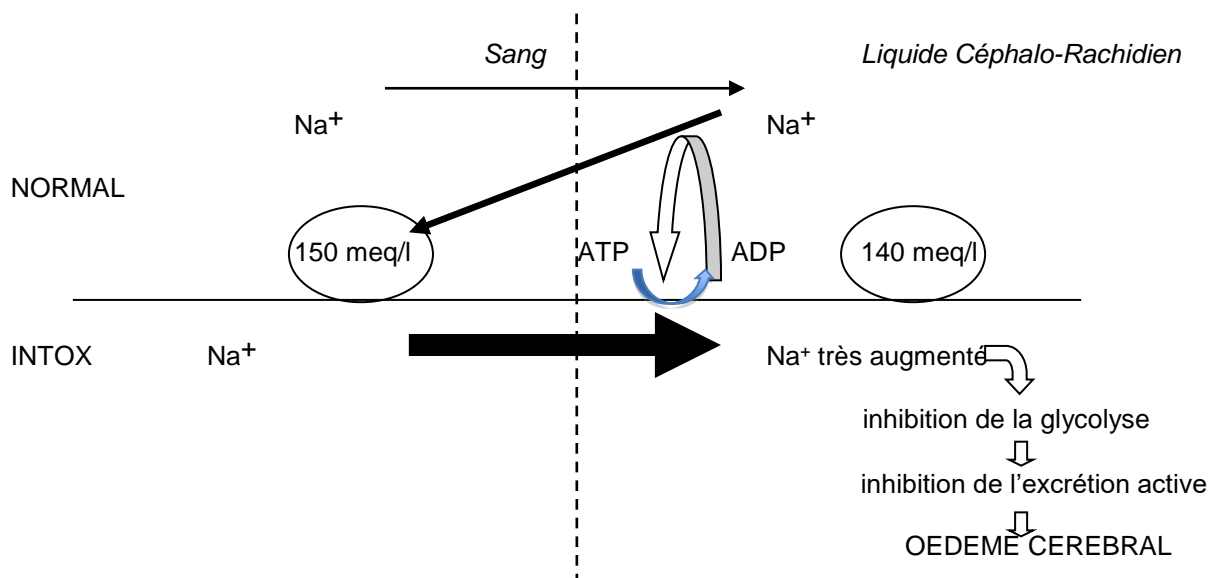 Sang Liquide Céphalo-Rachidien
Na+ Na+
NORMAL
150 meq/l ATP ADP 140 meq/l
INTOX Na+ Na+ très augmenté
inhibition de la glycolyse
inhibition de l'excrétion active
OEDEME CEREBRAL